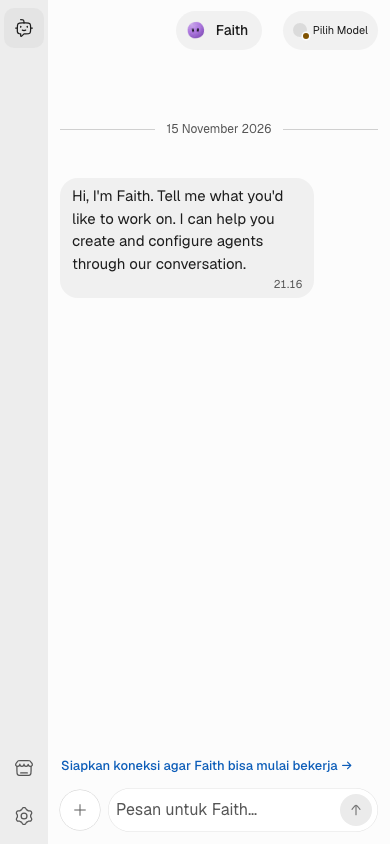 Faith
Pilih Model
15 November 2026
Hi, I'm Faith. Tell me what you'd
like to work on. I can help you
create and configure agents
through our conversation.
21.16
Siapkan koneksi agar Faith bisa mulai bekerja →
Pesan untuk Faith...